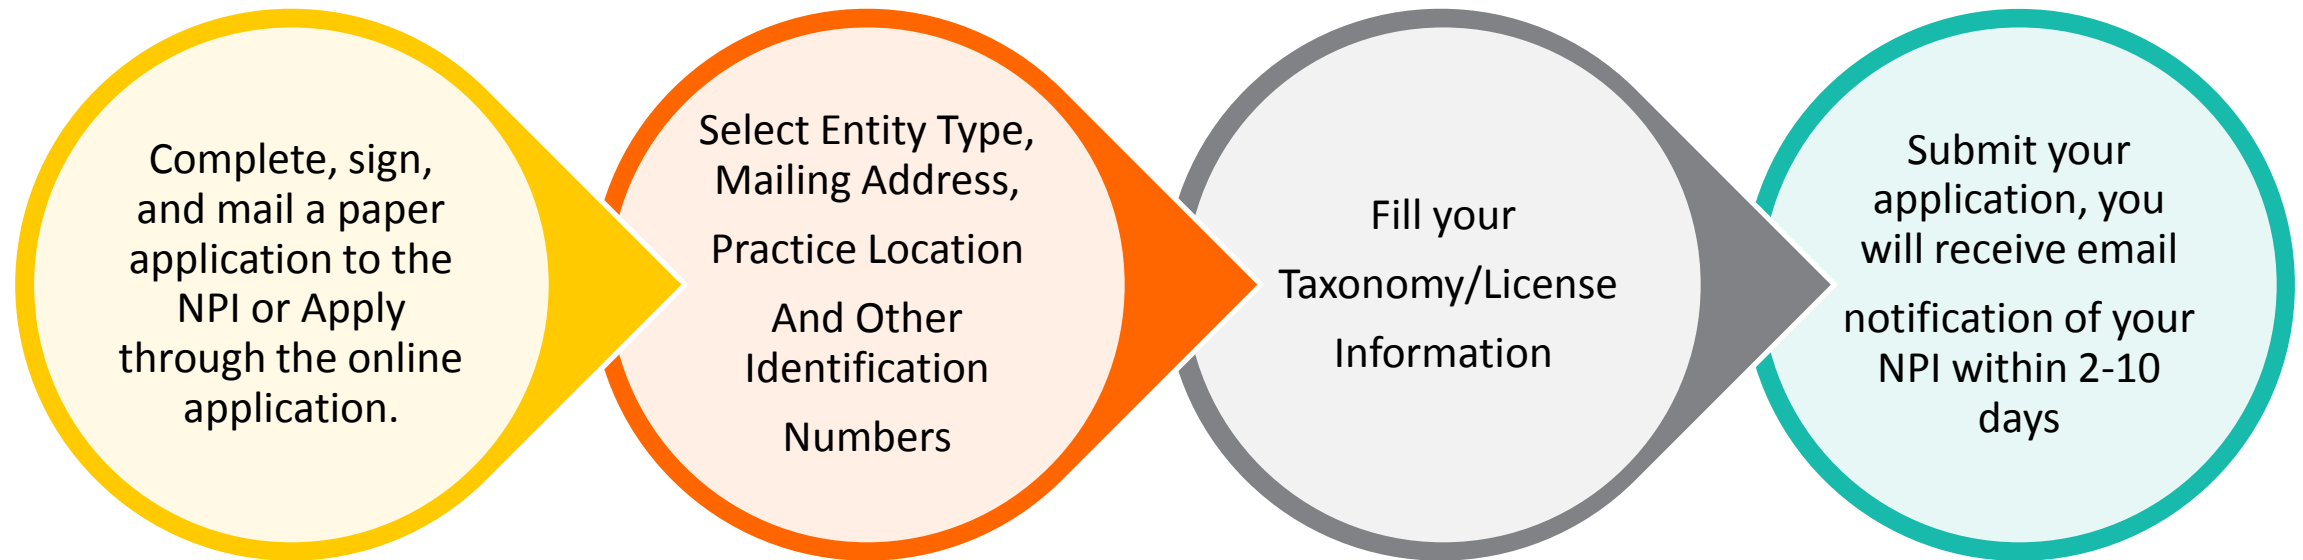 Complete, sign,
and mail a paper
application to the
NPI or Apply
through the online
application.
Select Entity Type,
Mailing Address,
Practice Location
And Other
Identification
Numbers
Fill your
Taxonomy/License
Information
Submit your
application, you
will receive email
notification of your
NPI within 2-10
days